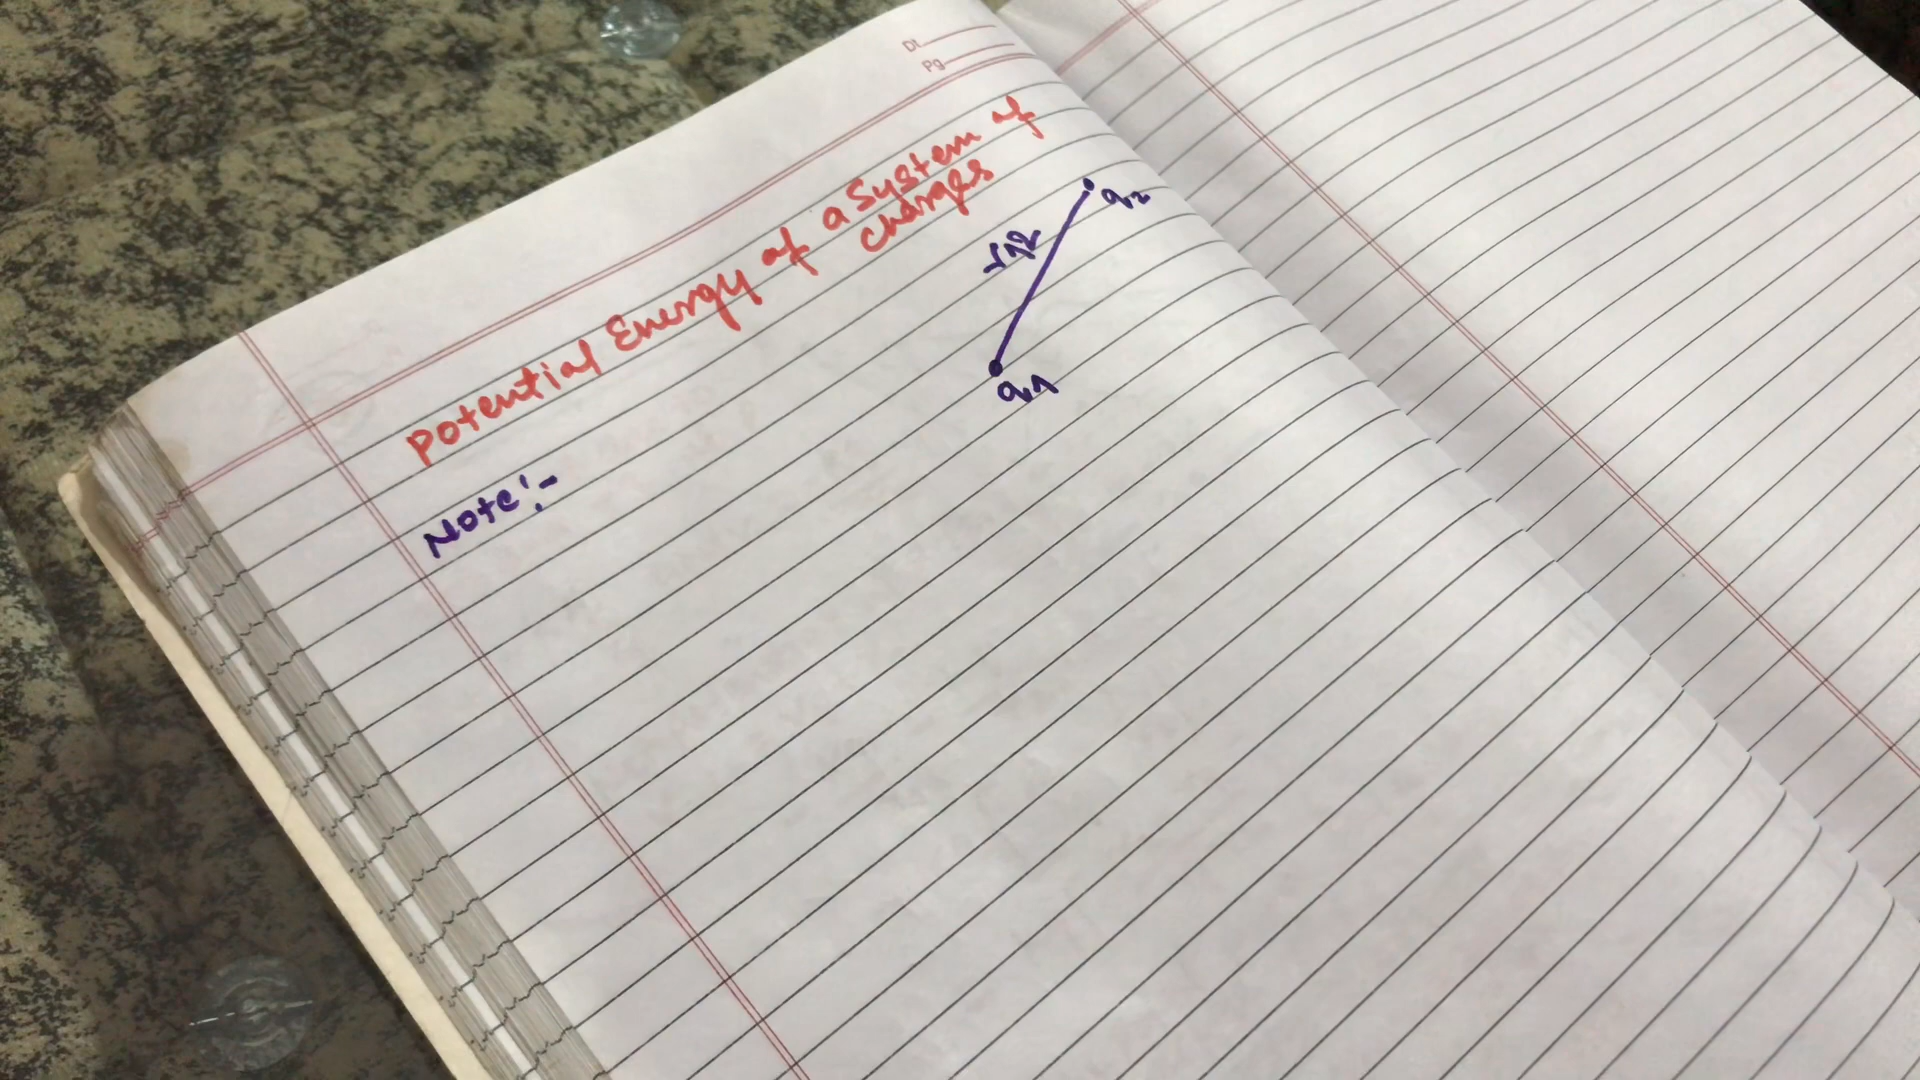 Dt
Pg
Potential Energy of a System of
charges
q2
r12
q1
Note:-